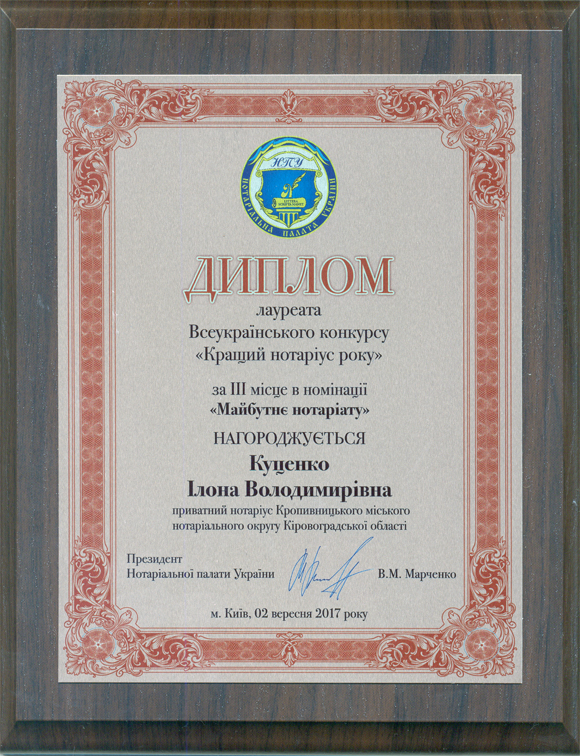 НПУ
НОТАРІАЛЬНА ПАЛАТА УКРАЇНИ
ДИПЛОМ
лауреата
Всеукраїнського конкурсу
«Кращий нотаріус року»
за III місце в номінації
«Майбутнє нотаріату»
НАГОРОДЖУЄТЬСЯ
Куценко
Ілона Володимирівна
приватний нотаріус Кропивницького міського
нотаріального округу Кіровоградської області
Президент
Нотаріальної палати України
В.М. Марченко
м. Київ, 02 вересня 2017 року